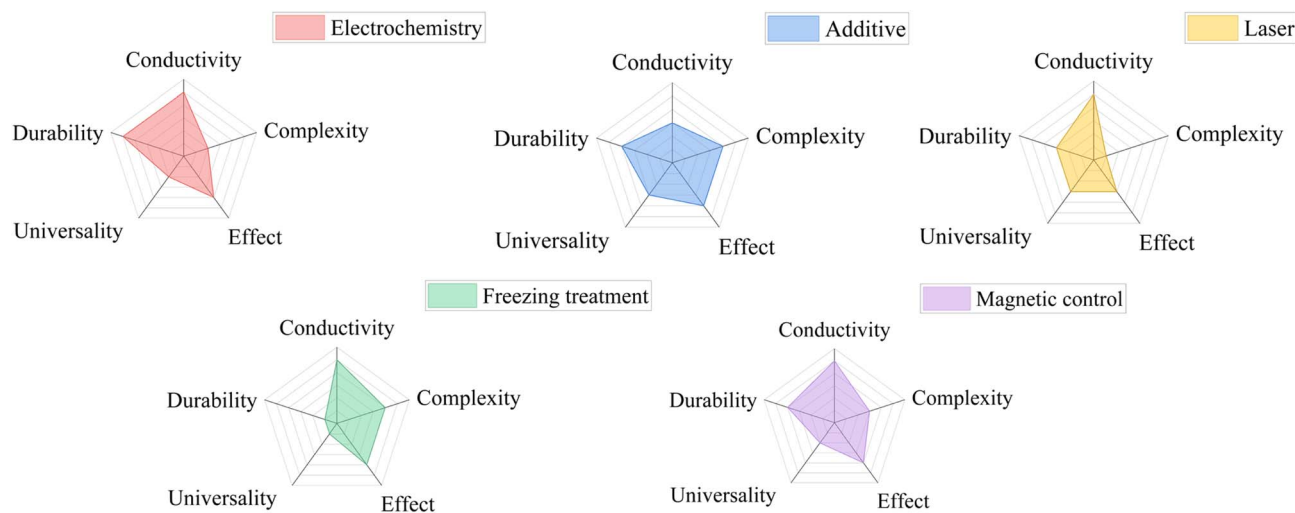 Electrochemistry
Conductivity
Durability
Complexity
Universality
Effect
Additive
Conductivity
Durability
Complexity
Universality
Effect
Laser
Conductivity
Durability
Complexity
Universality
Effect
Freezing treatment
Conductivity
Durability
Complexity
Universality
Effect
Magnetic control
Conductivity
Durability
Complexity
Universality
Effect